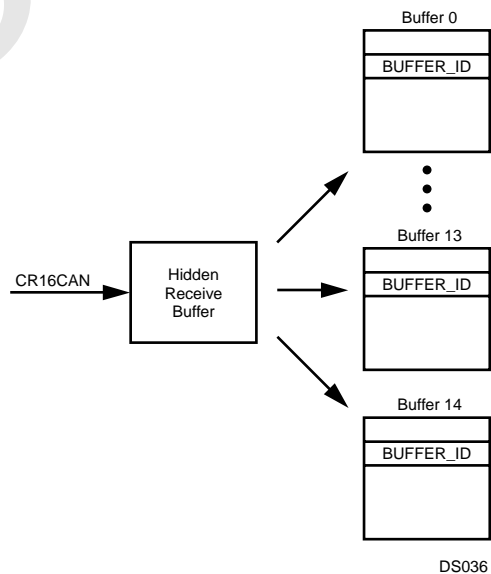 Buffer 0
BUFFER_ID
Buffer 13
BUFFER_ID
CR16CAN
Hidden
Receive
Buffer
Buffer 14
BUFFER_ID
DS036